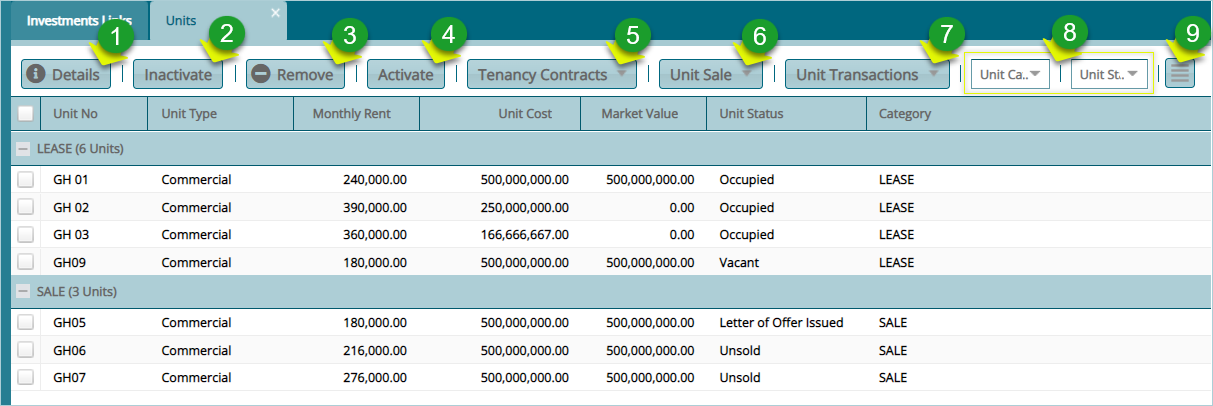 Investments Links
Units
1 2 3 4 5 6 7 8 9
Details Inactivate Remove Activate Tenancy Contracts Unit Sale Unit Transactions Unit Ca.. Unit St..
Unit No Unit Type Monthly Rent Unit Cost Market Value Unit Status Category
LEASE (6 Units)
GH 01 Commercial 240,000.00 500,000,000.00 500,000,000.00 Occupied LEASE
GH 02 Commercial 390,000.00 250,000,000.00 0.00 Occupied LEASE
GH 03 Commercial 360,000.00 166,666,667.00 0.00 Occupied LEASE
GH09 Commercial 180,000.00 500,000,000.00 500,000,000.00 Vacant LEASE
SALE (3 Units)
GH05 Commercial 180,000.00 500,000,000.00 500,000,000.00 Letter of Offer Issued SALE
GH06 Commercial 216,000.00 500,000,000.00 500,000,000.00 Unsold SALE
GH07 Commercial 276,000.00 500,000,000.00 500,000,000.00 Unsold SALE